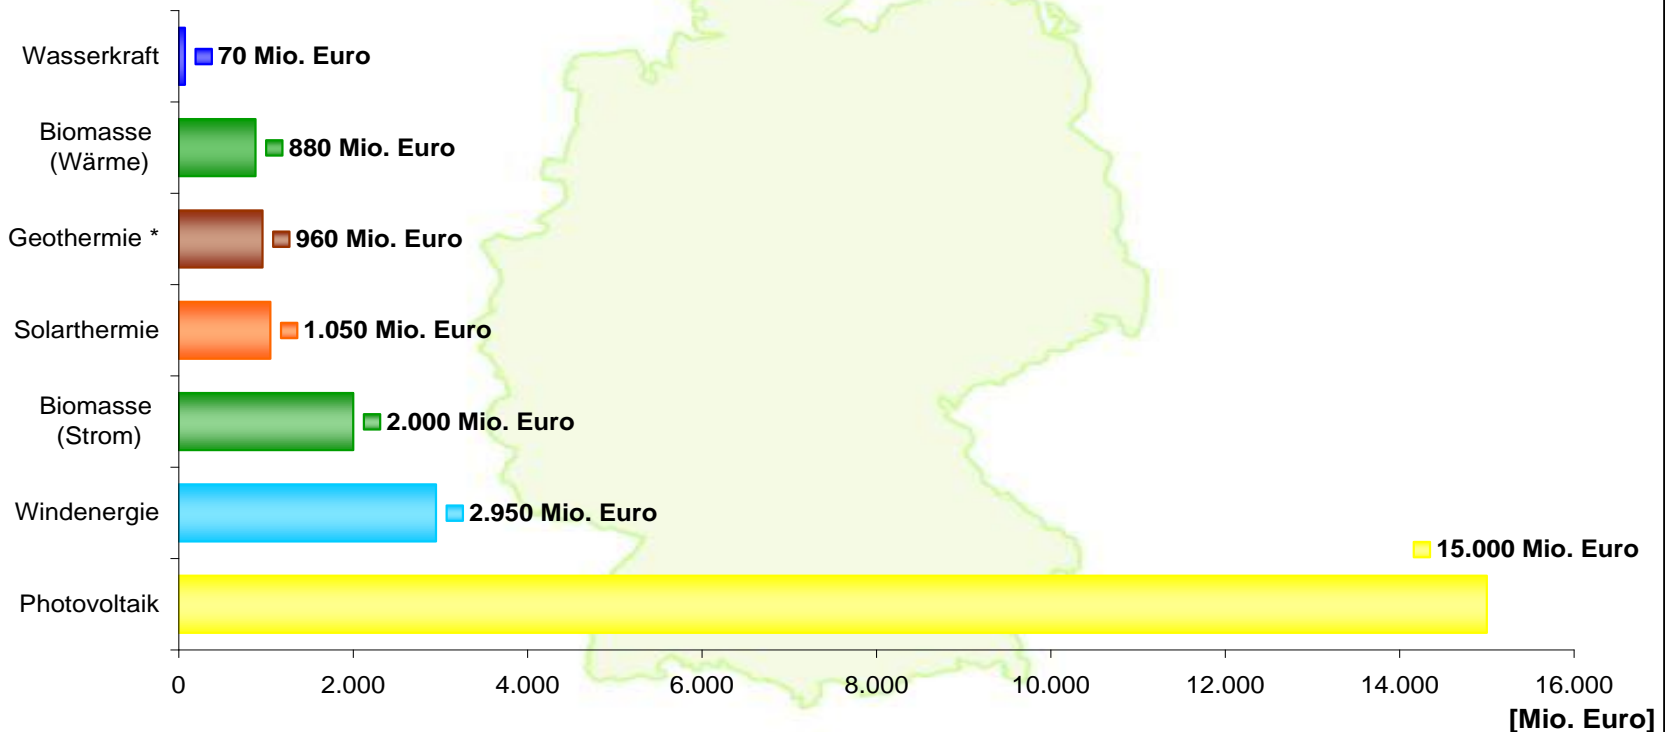 Wasserkraft
70 Mio. Euro
Biomasse
(Wärme)
880 Mio. Euro
Geothermie *
960 Mio. Euro
Solarthermie
1.050 Mio. Euro
Biomasse
(Strom)
2.000 Mio. Euro
Windenergie
2.950 Mio. Euro
15.000 Mio. Euro
Photovoltaik
0 2.000 4.000 6.000 8.000 10.000 12.000 14.000 16.000
[Mio. Euro]